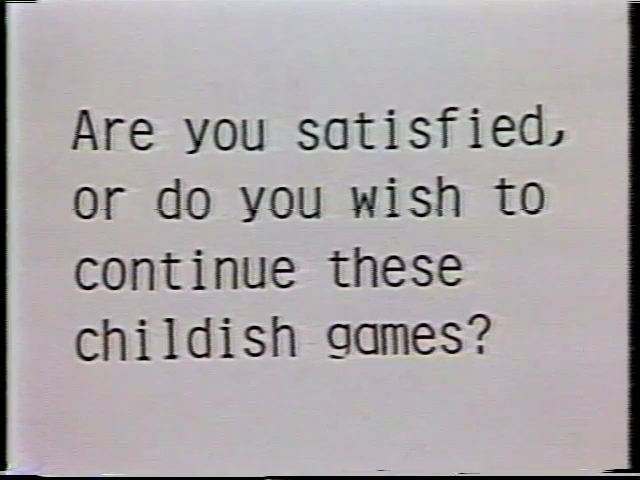 Are you satisfied,
or do you wish to
continue these
childish games?